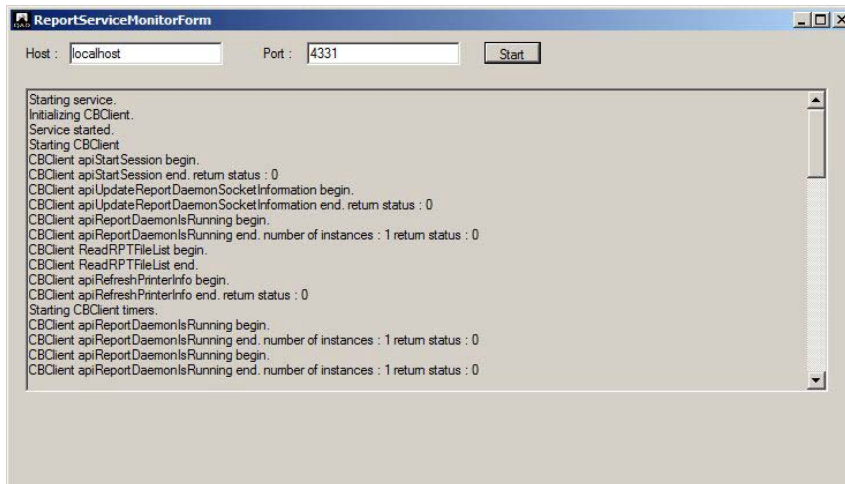 QAD ReportServiceMonitorForm
Host : localhost Port : 4331 Start
Starting service.
Initializing CBClient.
Service started.
Starting CBClient
CBClient apiStartSession begin.
CBClient apiStartSession end. return status : 0
CBClient apiUpdateReportDaemonSocketInformation begin.
CBClient apiUpdateReportDaemonSocketInformation end. return status : 0
CBClient apiReportDaemonIsRunning begin.
CBClient apiReportDaemonIsRunning end. number of instances : 1 return status : 0
CBClient ReadRPTFileList begin.
CBClient ReadRPTFileList end.
CBClient apiRefreshPrinterInfo begin.
CBClient apiRefreshPrinterInfo end. return status : 0
Starting CBClient timers.
CBClient apiReportDaemonIsRunning begin.
CBClient apiReportDaemonIsRunning end. number of instances : 1 return status : 0
CBClient apiReportDaemonIsRunning begin.
CBClient apiReportDaemonIsRunning end. number of instances : 1 return status : 0